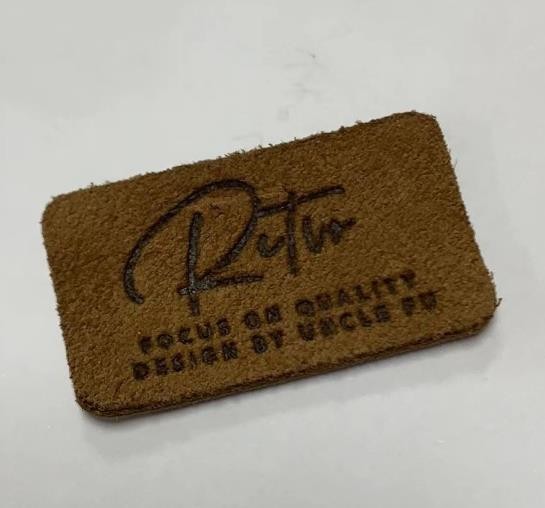 Retro
FOCUS ON QUALITY
DESIGN BY UNCLE FU